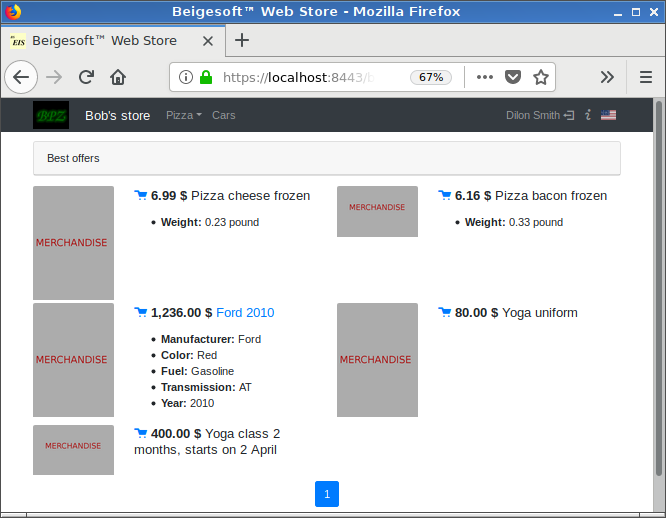 Beigesoft™ Web Store - Mozilla Firefox
EIS Beigesoft™ Web Store
https://localhost:8443/ 67%
BPZ Bob's store Pizza Cars Dilon Smith i
Best offers
MERCHANDISE
6.99 $ Pizza cheese frozen
Weight: 0.23 pound
MERCHANDISE
6.16 $ Pizza bacon frozen
Weight: 0.33 pound
MERCHANDISE
1,236.00 $ Ford 2010
Manufacturer: Ford
Color: Red
Fuel: Gasoline
Transmission: AT
Year: 2010
MERCHANDISE
80.00 $ Yoga uniform
MERCHANDISE
400.00 $ Yoga class 2
months, starts on 2 April
1